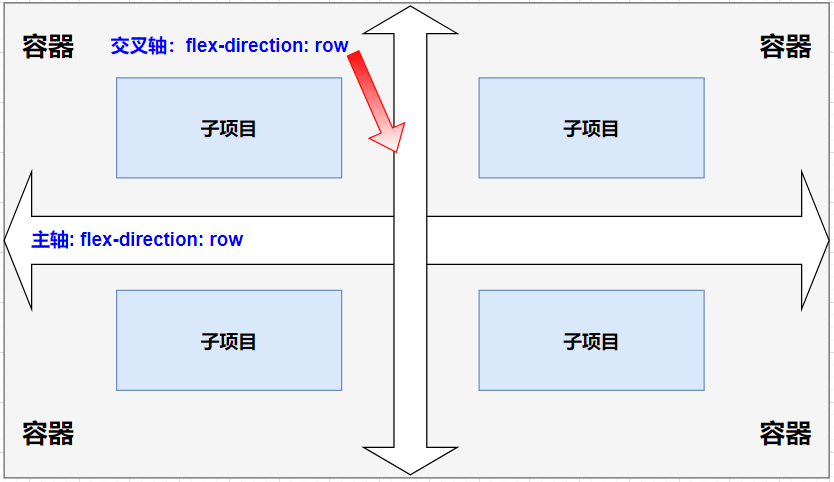 容器
容器
交叉轴：flex-direction: row
子项目
子项目
主轴: flex-direction: row
子项目
子项目
容器
容器